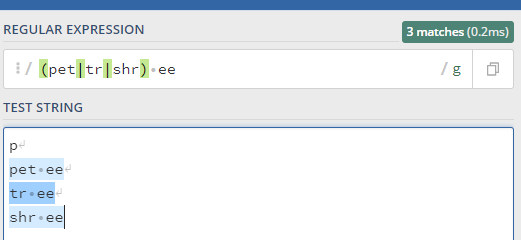 REGULAR EXPRESSION
3 matches (0.2ms)
/ (pet|tr|shr) ee / g
TEST STRING
p
pet ee
tr ee
shr ee